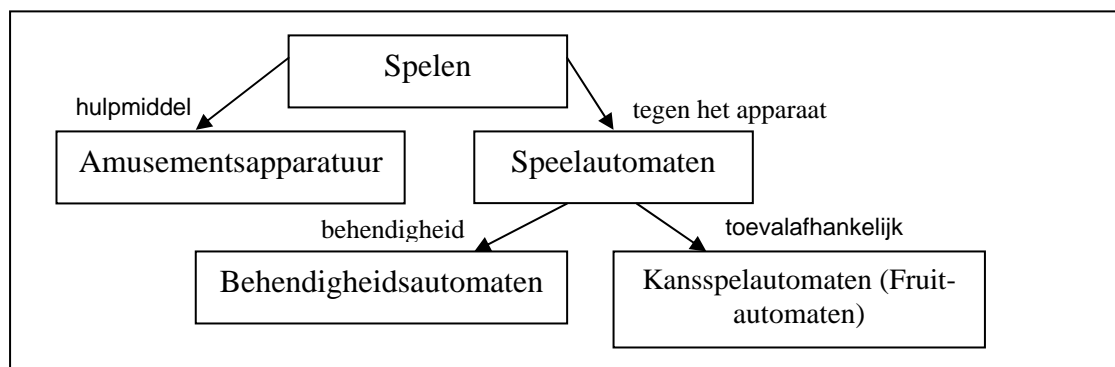 Spelen
hulpmiddel
tegen het apparaat
Amusementsapparatuur
Speelautomaten
behendigheid
toevalafhankelijk
Behendigheidsautomaten
Kansspelautomaten (Fruit-
automaten)